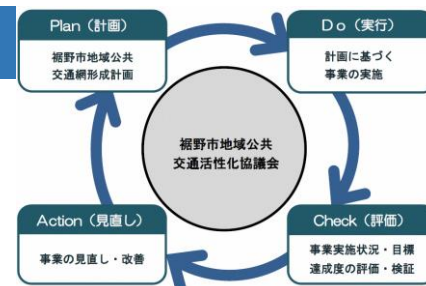 Plan（計画）
裾野市地域公共
交通網形成計画
Do（実行）
計画に基づく
事業の実施
裾野市地域公共
交通活性化協議会
Action（見直し）
事業の見直し・改善
Check（評価）
事業実施状況・目標
達成度の評価・検証